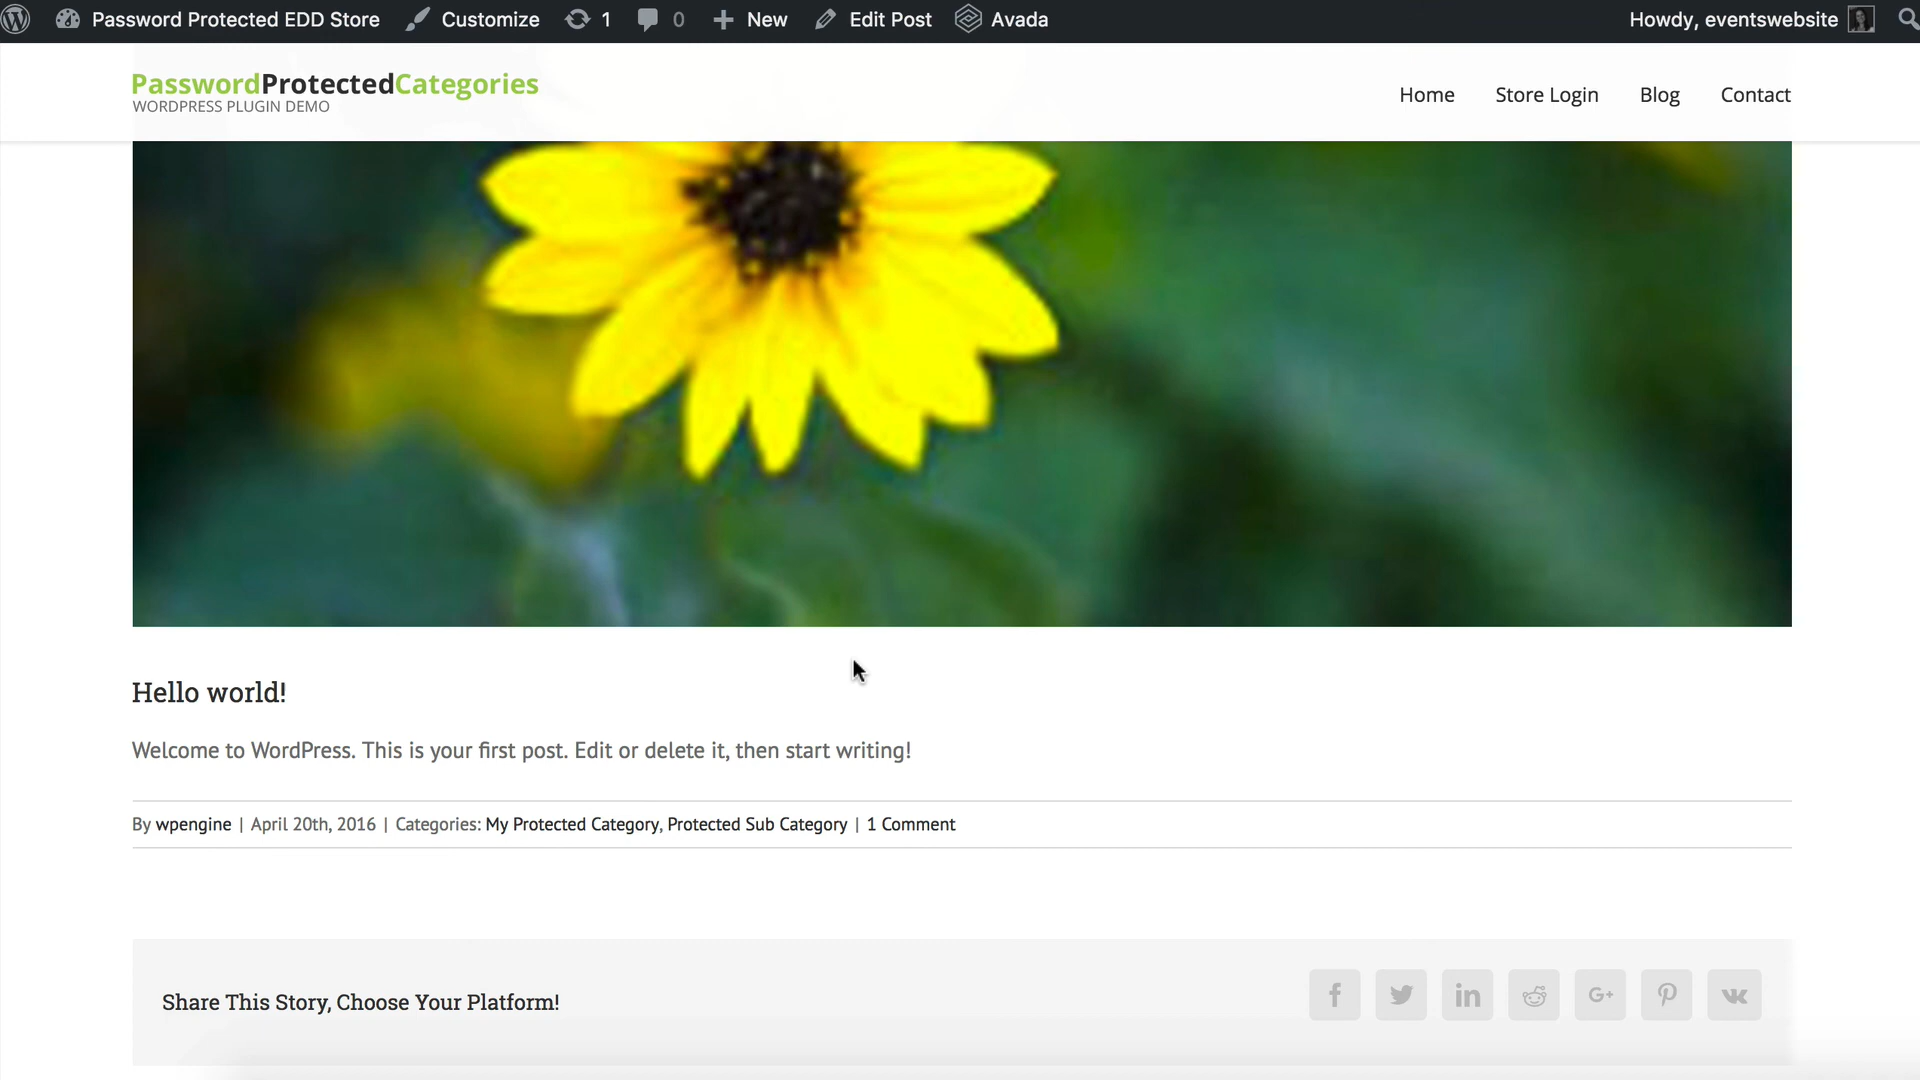 Password Protected EDD Store Customize 1 0 New Edit Post Avada Howdy, eventswebsite
PasswordProtectedCategories
WORDPRESS PLUGIN DEMO
Home Store Login Blog Contact
Hello world!
Welcome to WordPress. This is your first post. Edit or delete it, then start writing!
By wpengine | April 20th, 2016 | Categories: My Protected Category, Protected Sub Category | 1 Comment
Share This Story, Choose Your Platform!